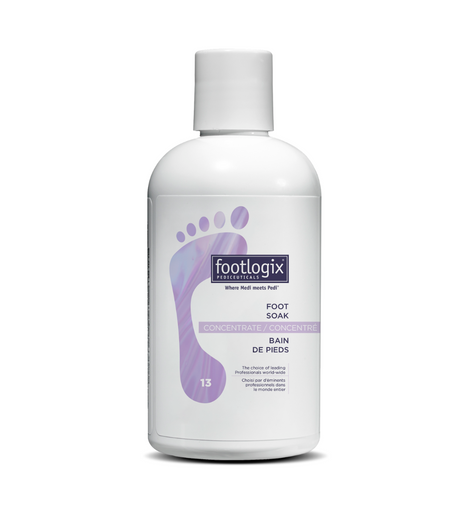 footlogix
PEDICEUTICALS
Where Medi meets Pedi®
FOOT
SOAK
CONCENTRATE / CONCENTRÉ
BAIN
DE PIEDS
13
The choice of leading
Professionals world-wide
Choix par d'éminents
professionnels dans
le monde entier